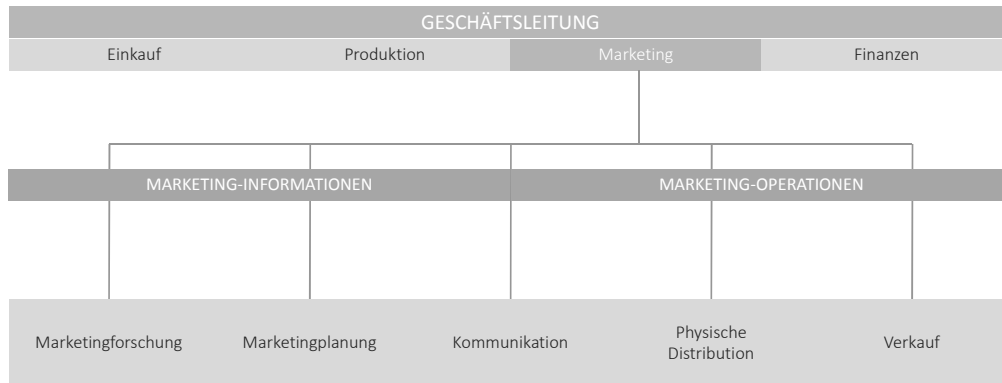 GESCHÄFTSLEITUNG
Einkauf
Produktion
Marketing
Finanzen
MARKETING-INFORMATIONEN
MARKETING-OPERATIONEN
Marketingforschung
Marketingplanung
Kommunikation
Physische
Distribution
Verkauf